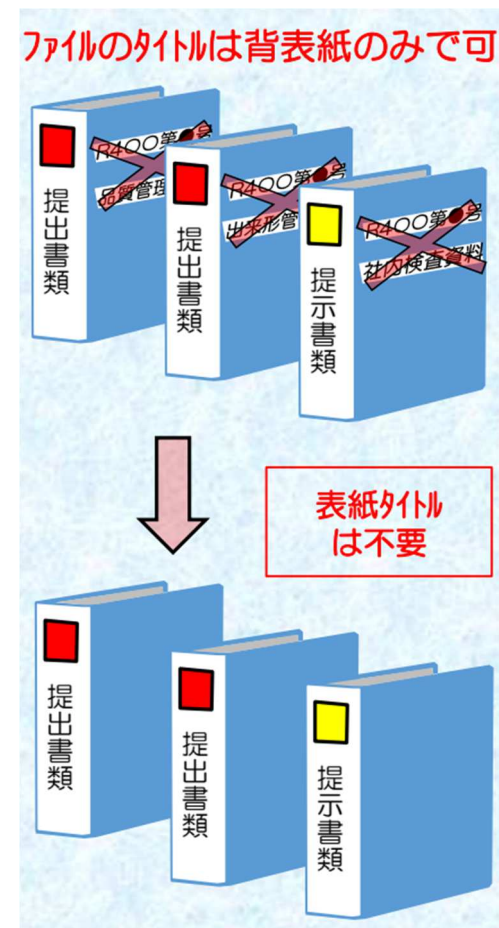 ファイルのタイトルは背表紙のみで可
R4〇〇第●号
品質管理
提出書類
R4〇〇第●号
出来形管
提出書類
R4〇〇第●号
社内検査資料
提示書類
表紙タイトル
は不要
提出書類
提出書類
提示書類